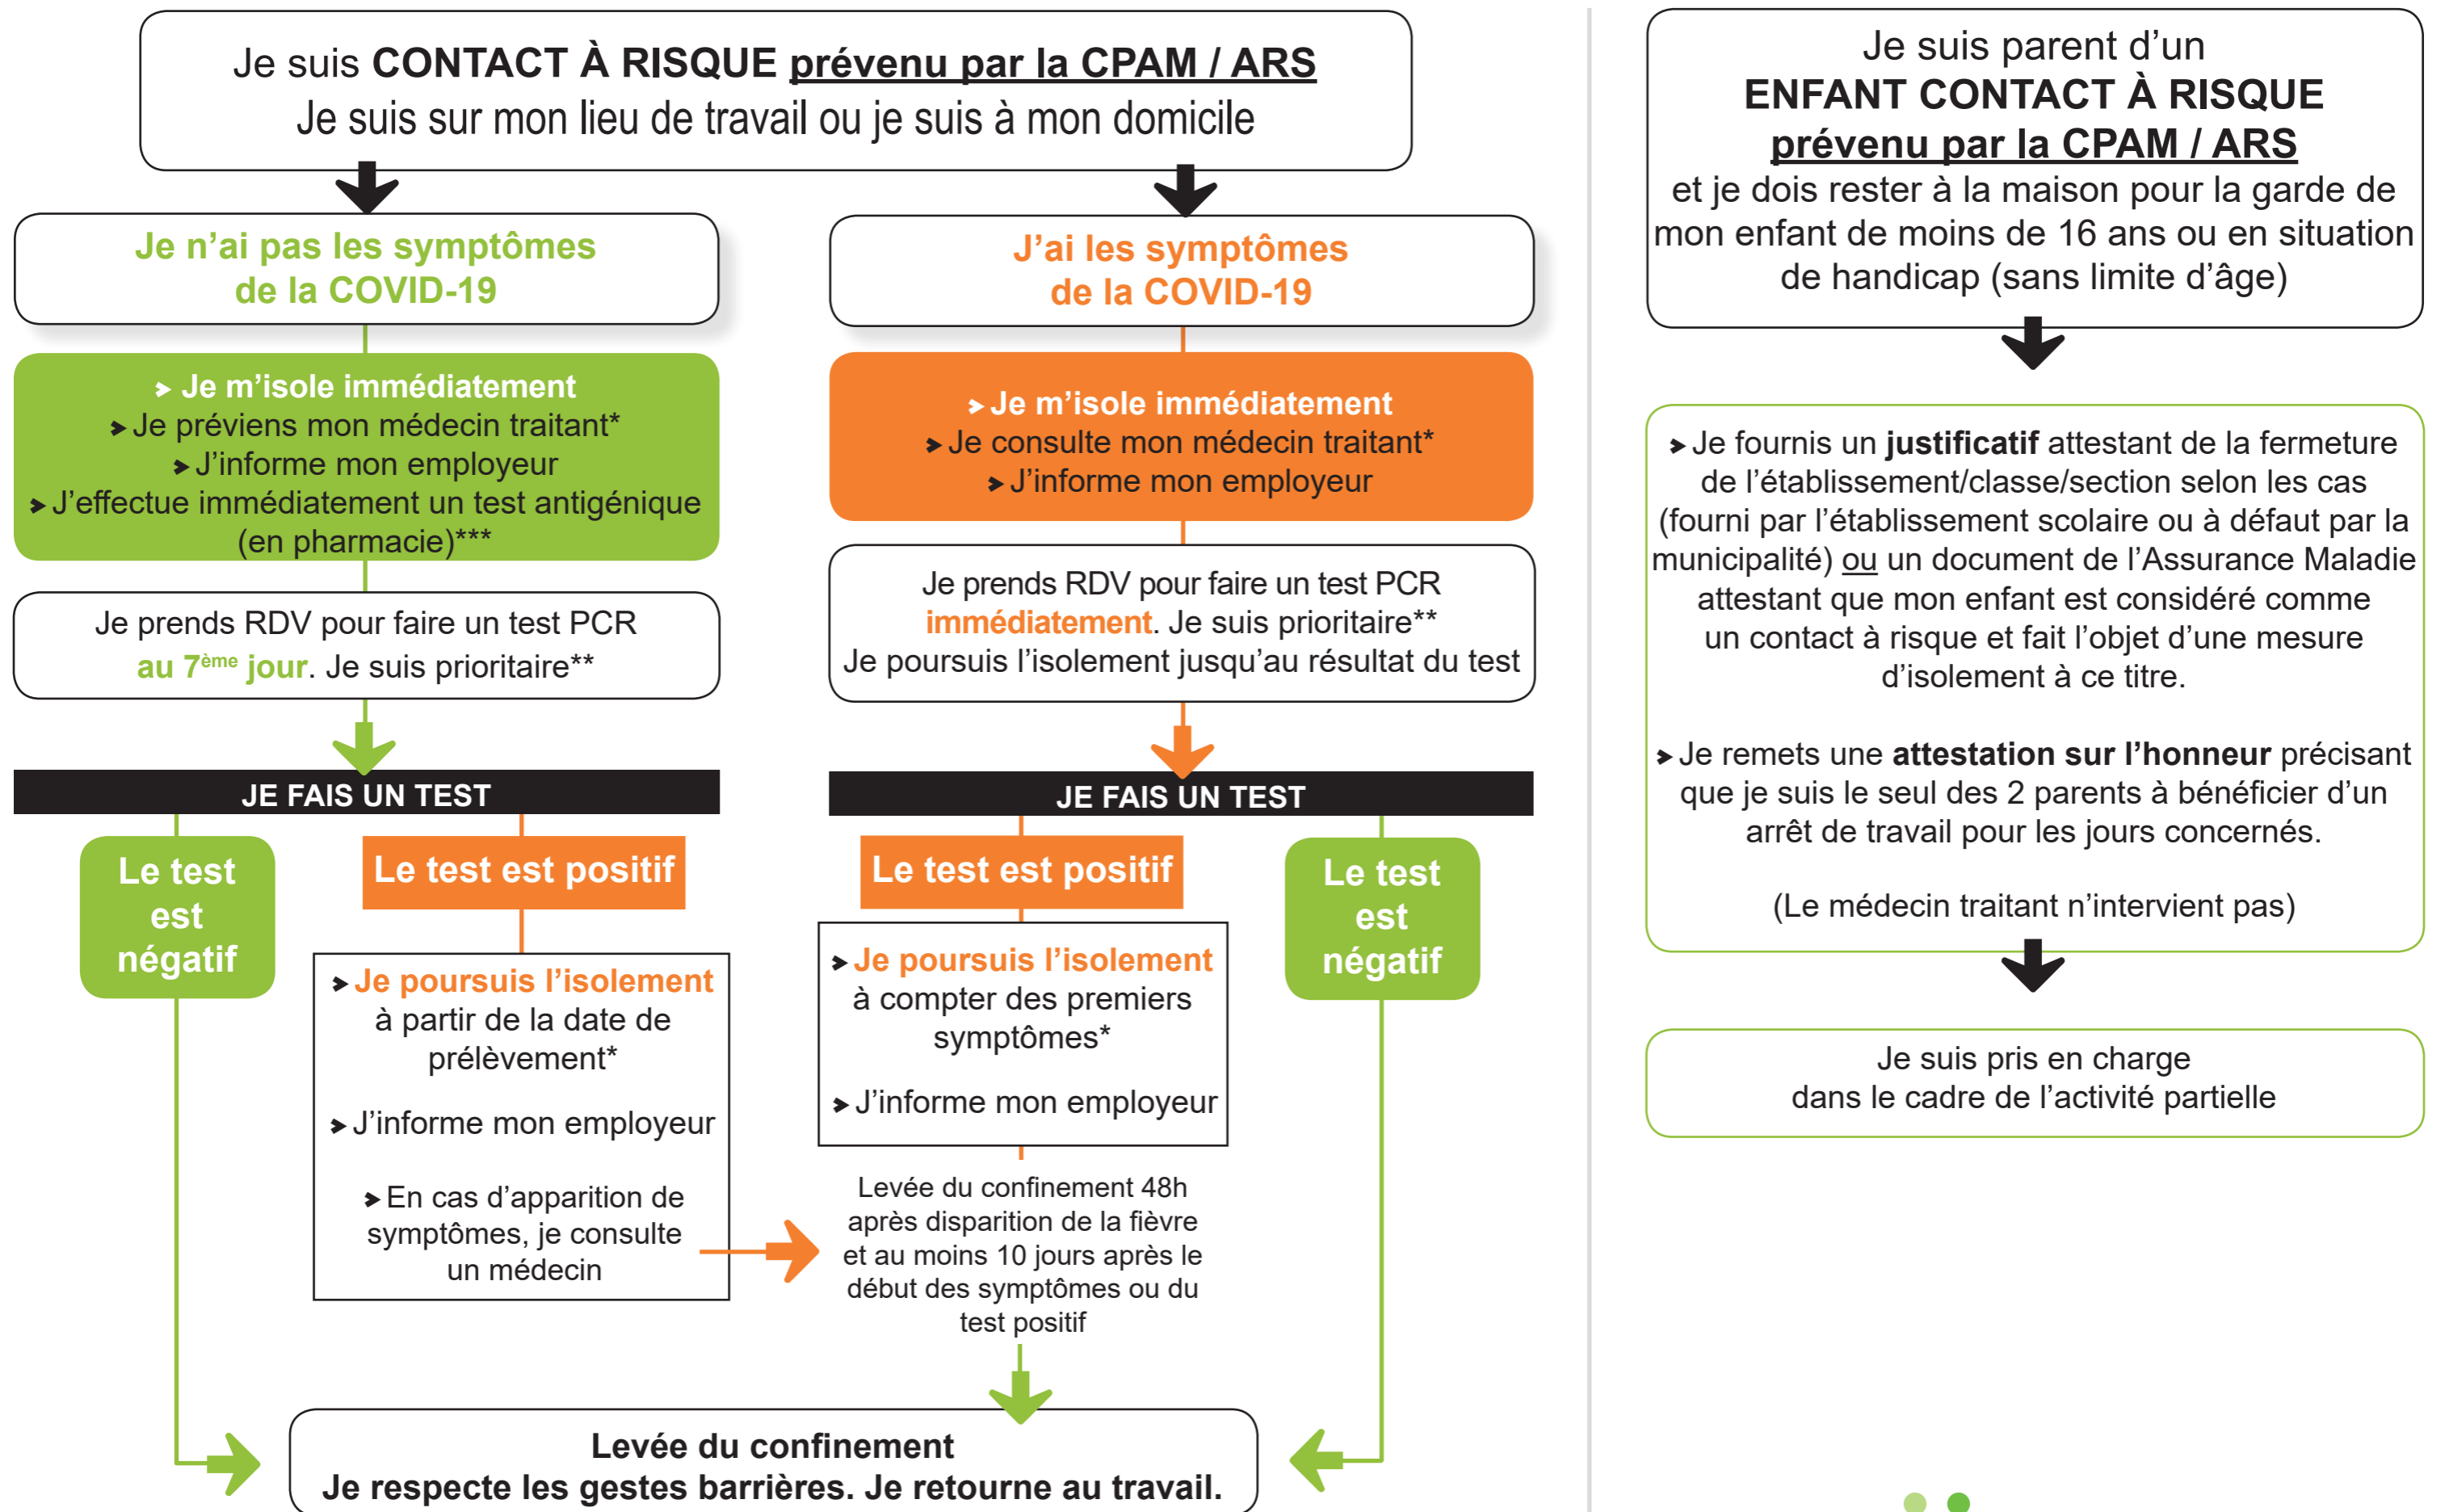 Je suis CONTACT À RISQUE prévenu par la CPAM / ARS
Je suis sur mon lieu de travail ou je suis à mon domicile
Je n’ai pas les symptômes
de la COVID-19
➤ Je m’isole immédiatement
➤ Je préviens mon médecin traitant*
➤ J’informe mon employeur
➤ J’effectue immédiatement un test antigénique
(en pharmacie)***
Je prends RDV pour faire un test PCR
au 7ème jour. Je suis prioritaire**
JE FAIS UN TEST
Le test
est
négatif
Le test est positif
➤ Je poursuis l’isolement
à partir de la date de
prélèvement*
➤ J’informe mon employeur
➤ En cas d’apparition de
symptômes, je consulte
un médecin
J’ai les symptômes
de la COVID-19
➤ Je m’isole immédiatement
➤ Je consulte mon médecin traitant*
➤ J’informe mon employeur
Je prends RDV pour faire un test PCR
immédiatement. Je suis prioritaire**
Je poursuis l’isolement jusqu’au résultat du test
JE FAIS UN TEST
Le test est positif
➤ Je poursuis l’isolement
à compter des premiers
symptômes*
➤ J’informe mon employeur
Levée du confinement 48h
après disparition de la fièvre
et au moins 10 jours après le
début des symptômes ou du
test positif
Le test
est
négatif
Levée du confinement
Je respecte les gestes barrières. Je retourne au travail.
Je suis parent d’un
ENFANT CONTACT À RISQUE
prévenu par la CPAM / ARS
et je dois rester à la maison pour la garde de
mon enfant de moins de 16 ans ou en situation
de handicap (sans limite d’âge)
➤ Je fournis un justificatif attestant de la fermeture
de l’établissement/classe/section selon les cas
(fourni par l’établissement scolaire ou à défaut par la
municipalité) ou un document de l’Assurance Maladie
attestant que mon enfant est considéré comme
un contact à risque et fait l’objet d’une mesure
d’isolement à ce titre.
➤ Je remets une attestation sur l’honneur précisant
que je suis le seul des 2 parents à bénéficier d’un
arrêt de travail pour les jours concernés.
(Le médecin traitant n’intervient pas)
Je suis pris en charge
dans le cadre de l’activité partielle